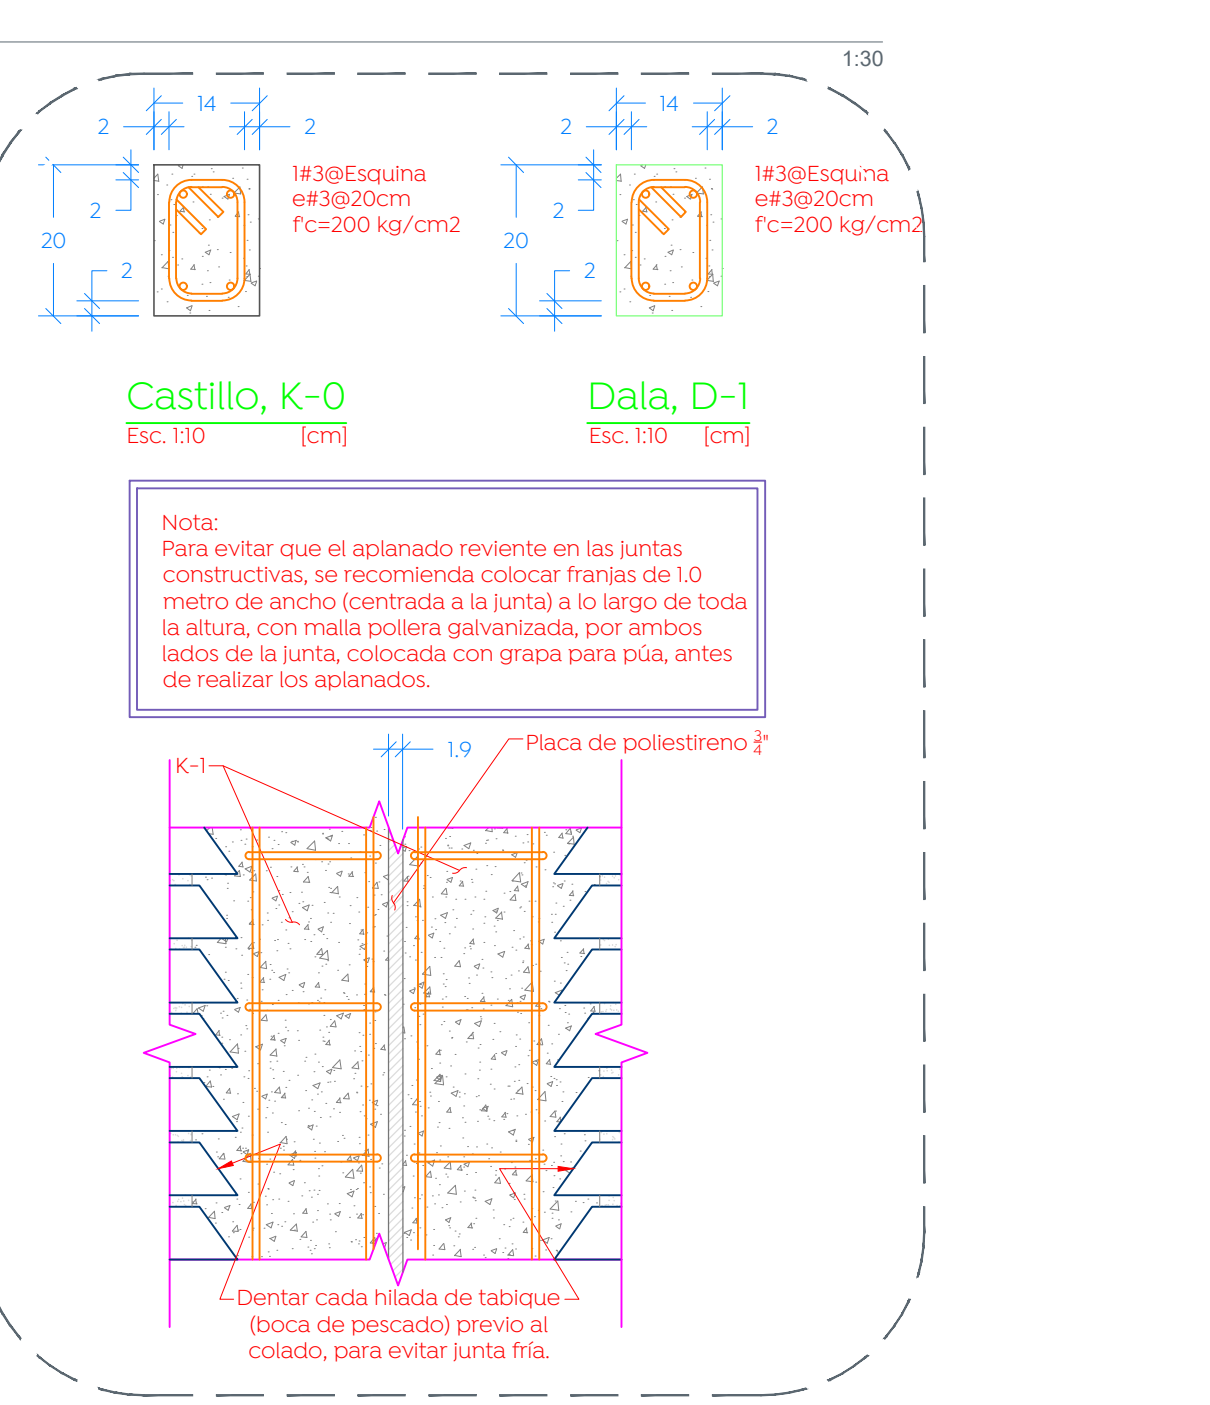 1:30
14
2
2
2
20
2
1#3@Esquina
e#3@20cm
f'c=200 kg/cm2
14
2
2
2
20
2
1#3@Esquina
e#3@20cm
f'c=200 kg/cm2
Castillo, K-0
Esc. 1:10 [cm]
Dala, D-1
Esc. 1:10 [cm]
Nota:
Para evitar que el aplanado reviente en las juntas
constructivas, se recomienda colocar franjas de 1.0
metro de ancho (centrada a la junta) a lo largo de toda
la altura, con malla pollera galvanizada, por ambos
lados de la junta, colocada con grapa para púa, antes
de realizar los aplanados.
1.9
Placa de poliestireno 3/4"
K-1
Dentar cada hilada de tabique
(boca de pescado) previo al
colado, para evitar junta fría.